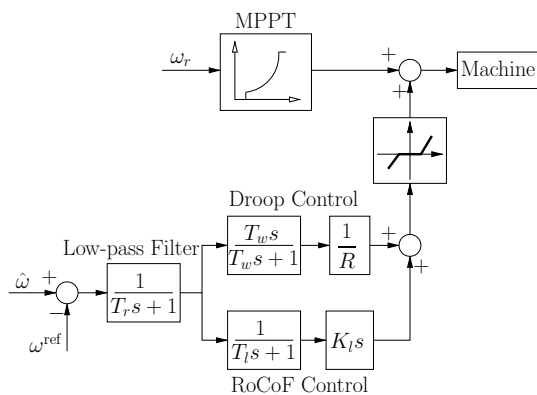 MPPT
ω_r
+
+
Machine
Droop Control
T_w s / (T_w s + 1)
1 / R
+
+
Low-pass Filter
ω̂
+
−
1 / (T_r s + 1)
ω^ref
1 / (T_l s + 1)
K_l s
RoCoF Control